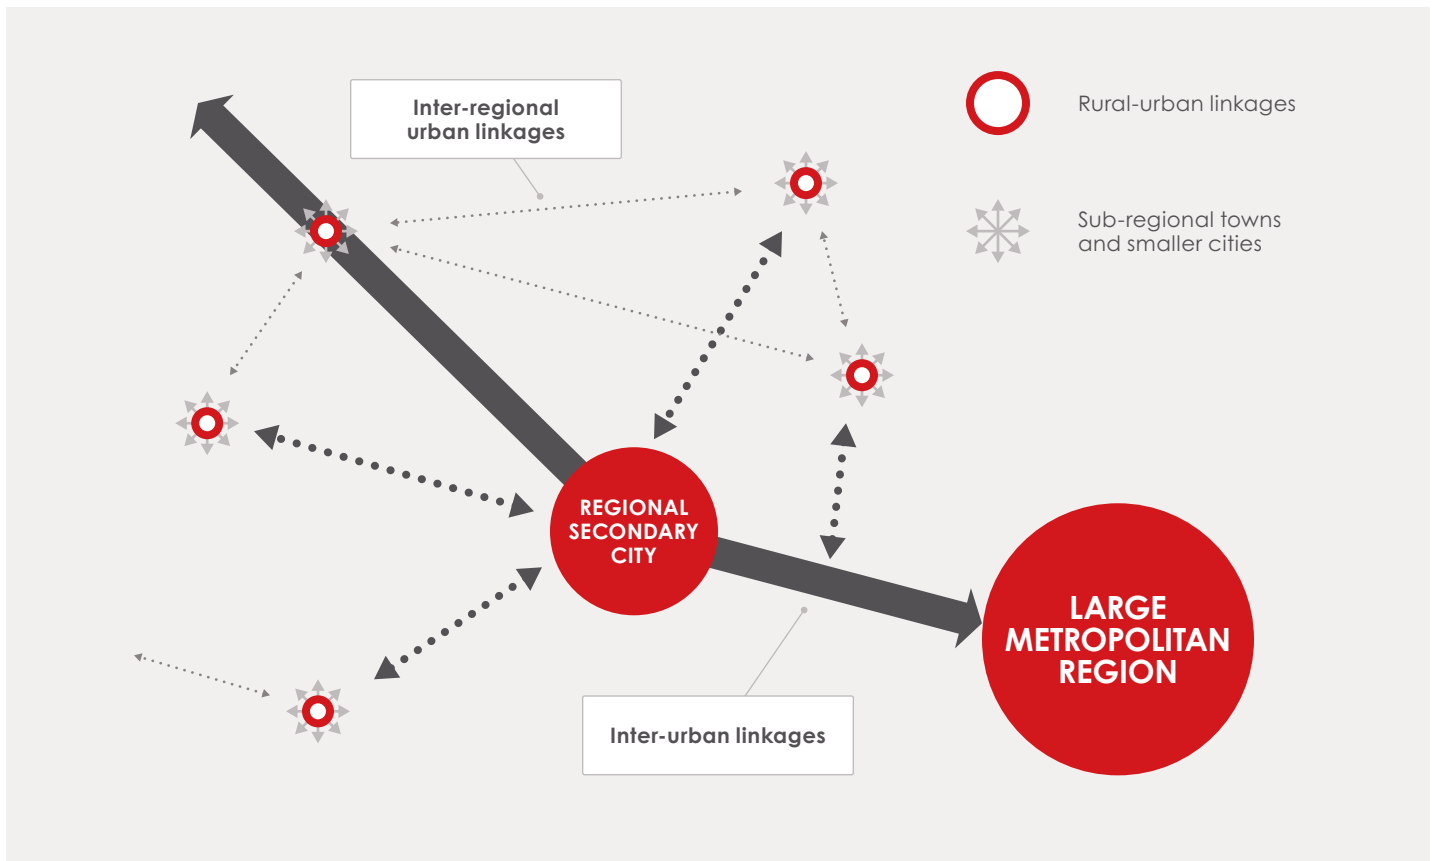 Inter-regional
urban linkages
Rural-urban linkages
Sub-regional towns
and smaller cities
REGIONAL
SECONDARY
CITY
LARGE
METROPOLITAN
REGION
Inter-urban linkages